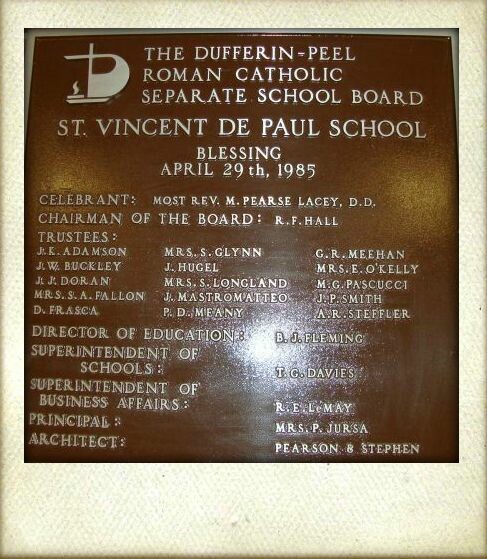 THE DUFFERIN-PEEL
ROMAN CATHOLIC
SEPARATE SCHOOL BOARD
ST. VINCENT DE PAUL SCHOOL
BLESSING
APRIL 29th, 1985
CELEBRANT: MOST REV. M. PEARSE LACEY, D.D.
CHAIRMAN OF THE BOARD: R.F. HALL
TRUSTEES:
J.K. ADAMSON MRS. S. GLYNN G.R. MEEHAN
J.W. BUCKLEY J. HUGEL MRS. E. O'KELLY
J.J. DORAN MRS. S. LONGLAND M.G. PASCUCCI
MRS. S.A. FALLON J. MASTROMATTEO J.P. SMITH
D. FRASCA P.D. MEANY A.R. STEFFLER
DIRECTOR OF EDUCATION: B.J. FLEMING
SUPERINTENDENT OF
SCHOOLS: T.G. DAVIES
SUPERINTENDENT OF
BUSINESS AFFAIRS: R.E. LeMAY
PRINCIPAL: MRS. P. JURSA
ARCHITECT: PEARSON & STEPHEN